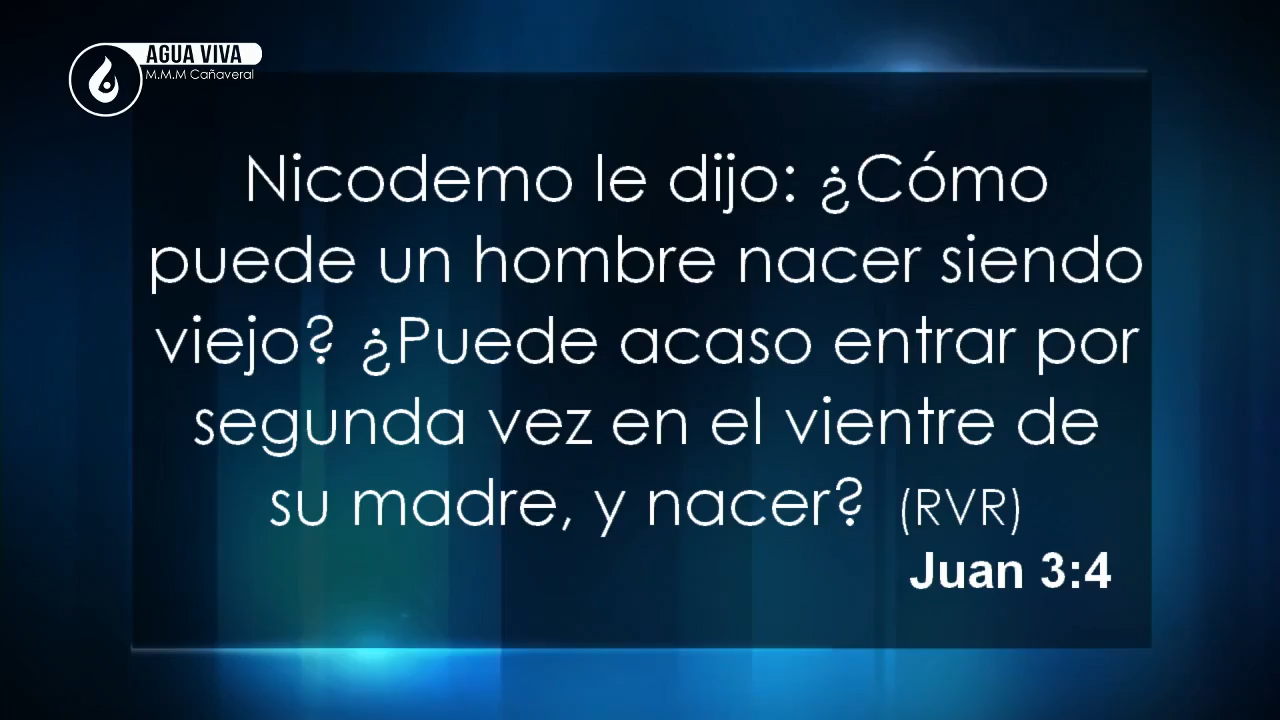 AGUA VIVA
M.M.M Cañaveral
Nicodemo le dijo: ¿Cómo
puede un hombre nacer siendo
viejo? ¿Puede acaso entrar por
segunda vez en el vientre de
su madre, y nacer? (RVR)
Juan 3:4